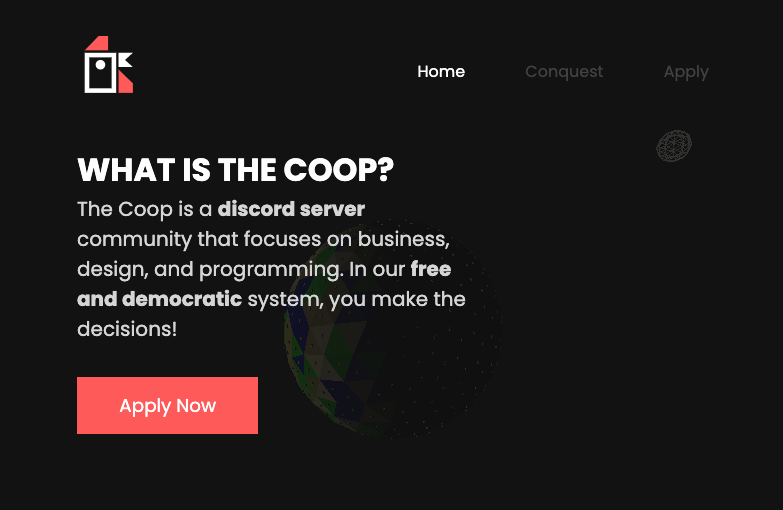 Home Conquest Apply
WHAT IS THE COOP?
The Coop is a discord server
community that focuses on business,
design, and programming. In our free
and democratic system, you make the
decisions!
Apply Now